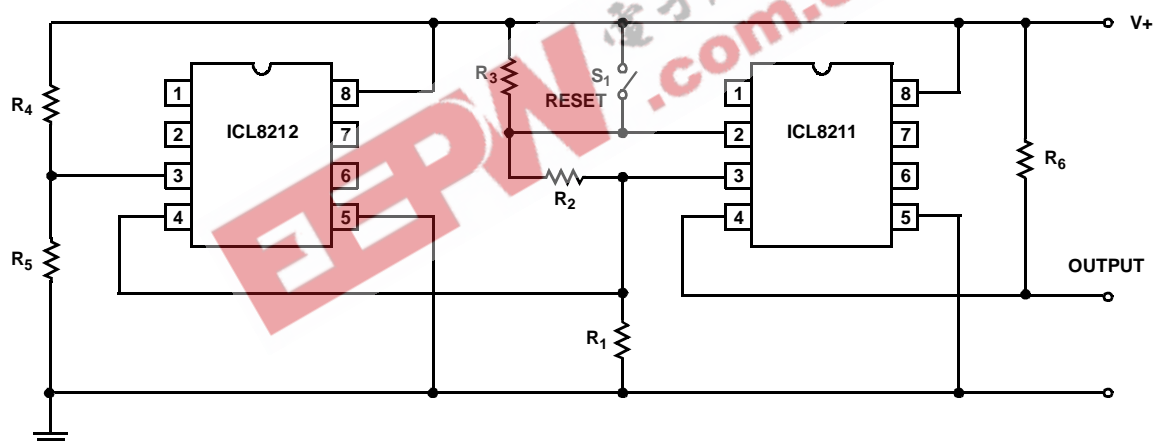 V+
R3
S1
RESET
R4
1
8
2
ICL8212
7
3
6
4
5
R5
R2
R1
1
8
2
ICL8211
7
3
6
4
5
R6
OUTPUT
EEPW
.com.